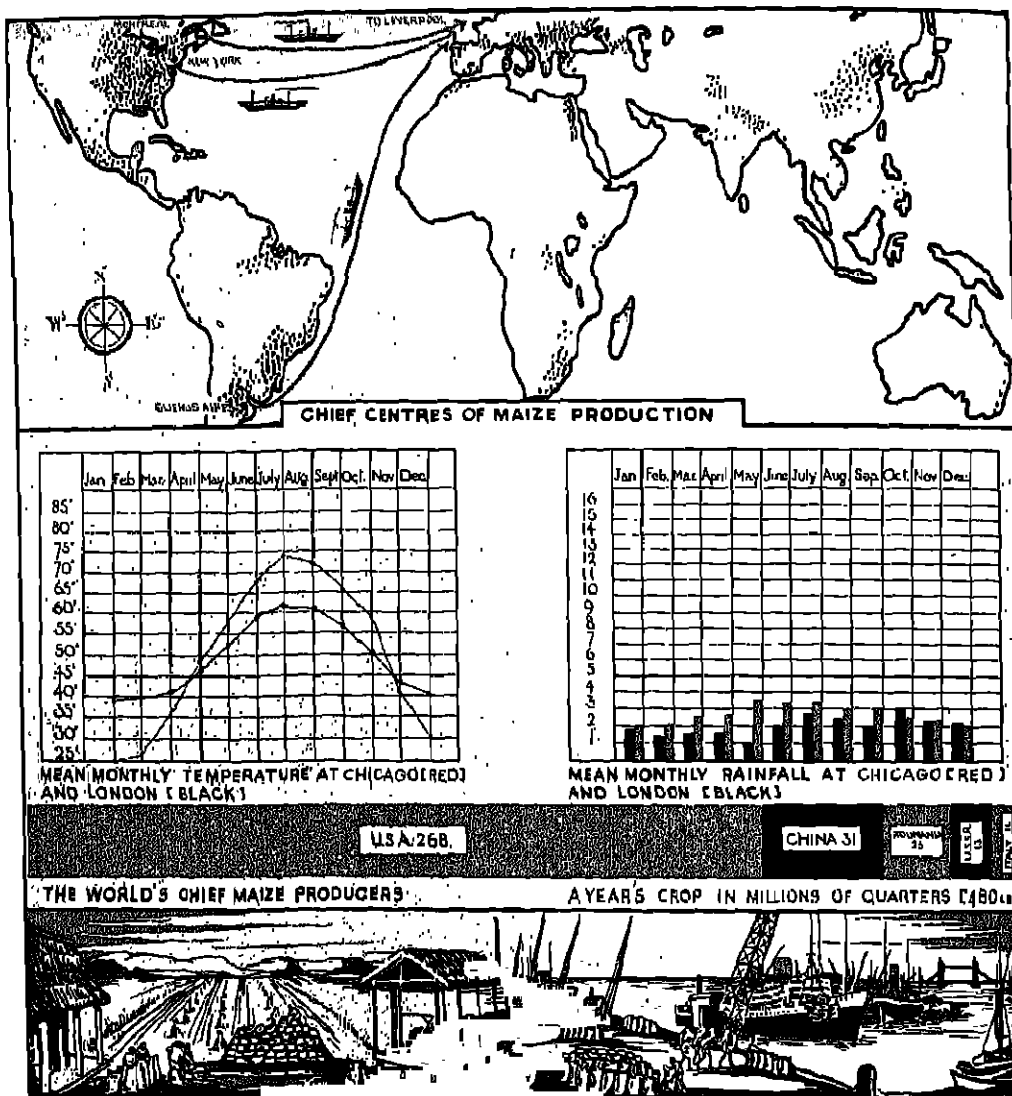 MONTREAL
TO LIVERPOOL
NEW YORK
N
W E
BUENOS AIRES
CHIEF CENTRES OF MAIZE PRODUCTION
Jan Feb Mar. April May June July Aug Sept Oct. Nov Dec.
85°
80°
75°
70°
65°
60°
55°
50°
45°
40°
35°
30°
25°
MEAN MONTHLY TEMPERATURE AT CHICAGO [RED]
AND LONDON [BLACK]
Jan Feb. Mar. April May June July Aug. Sep. Oct. Nov Dec.
16
15
14
13
12
11
10
9
8
7
6
5
4
3
2
1
MEAN MONTHLY RAINFALL AT CHICAGO [RED]
AND LONDON [BLACK]
U.S.A. 268.
CHINA 31
ROUMANIA
U.S.S.R.
13
ITALY
THE WORLD'S CHIEF MAIZE PRODUCERS
A YEAR'S CROP IN MILLIONS OF QUARTERS [480